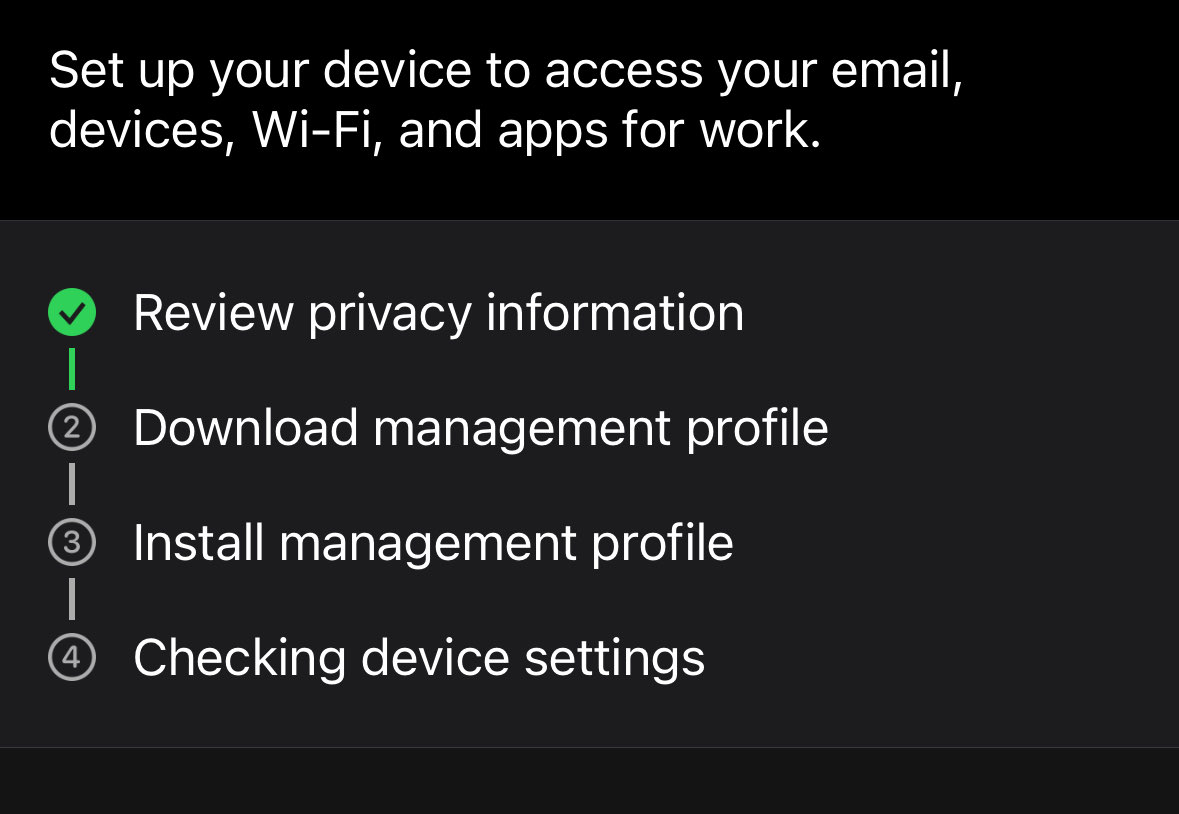 Set up your device to access your email,
devices, Wi-Fi, and apps for work.
Review privacy information
2 Download management profile
3 Install management profile
4 Checking device settings